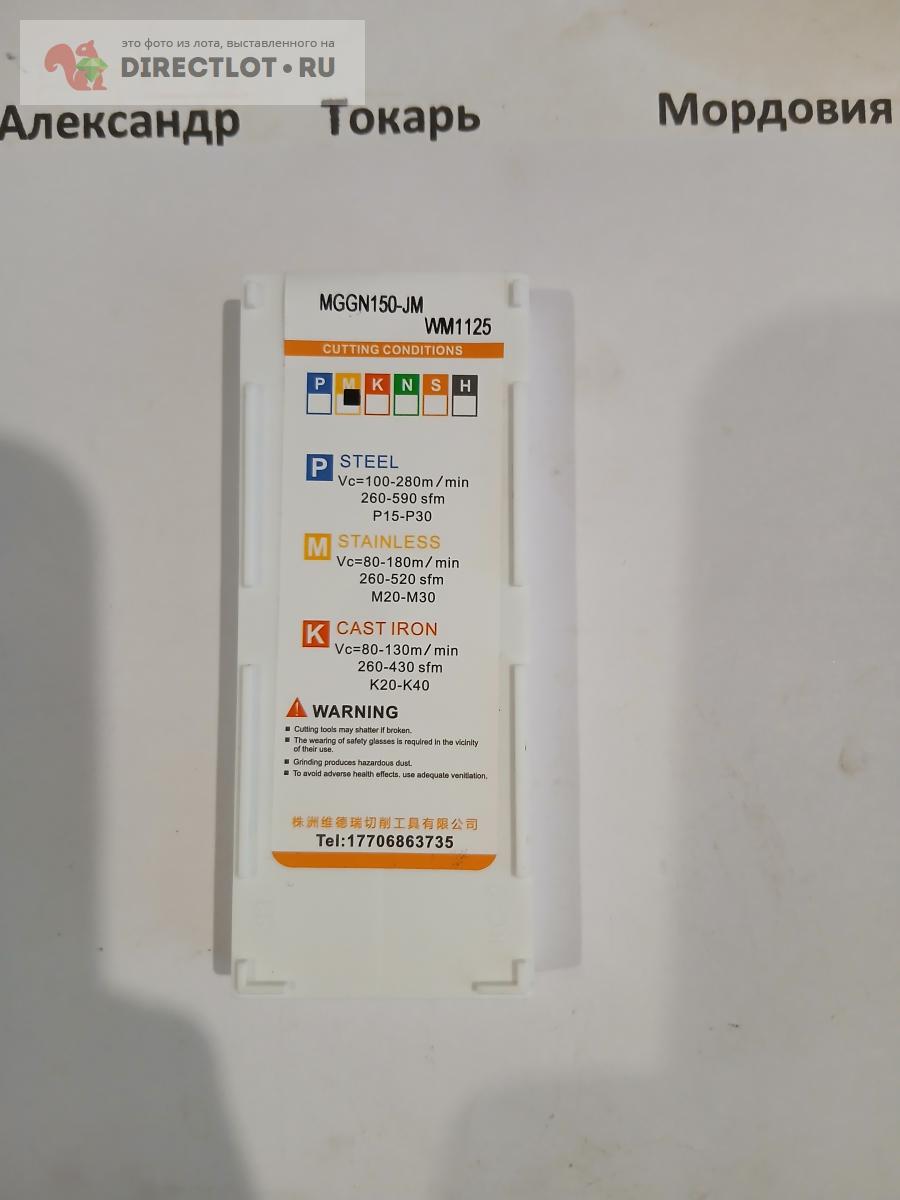 это фото из лота, выставленного на
DIRECTLOT•RU
Александр Токарь Мордовия
MGGN150-JM
WM1125
CUTTING CONDITIONS
P M K N S H
P STEEL
Vc=100-280m/min
260-590 sfm
P15-P30
M STAINLESS
Vc=80-180m/min
260-520 sfm
M20-M30
K CAST IRON
Vc=80-130m/min
260-430 sfm
K20-K40
WARNING
Cutting tools may shatter if broken.
The wearing of safety glasses is required in the vicinity
of their use.
Grinding produces hazardous dust.
To avoid adverse health effects, use adequate ventilation.
株洲维德瑞切削工具有限公司
Tel:17706863735